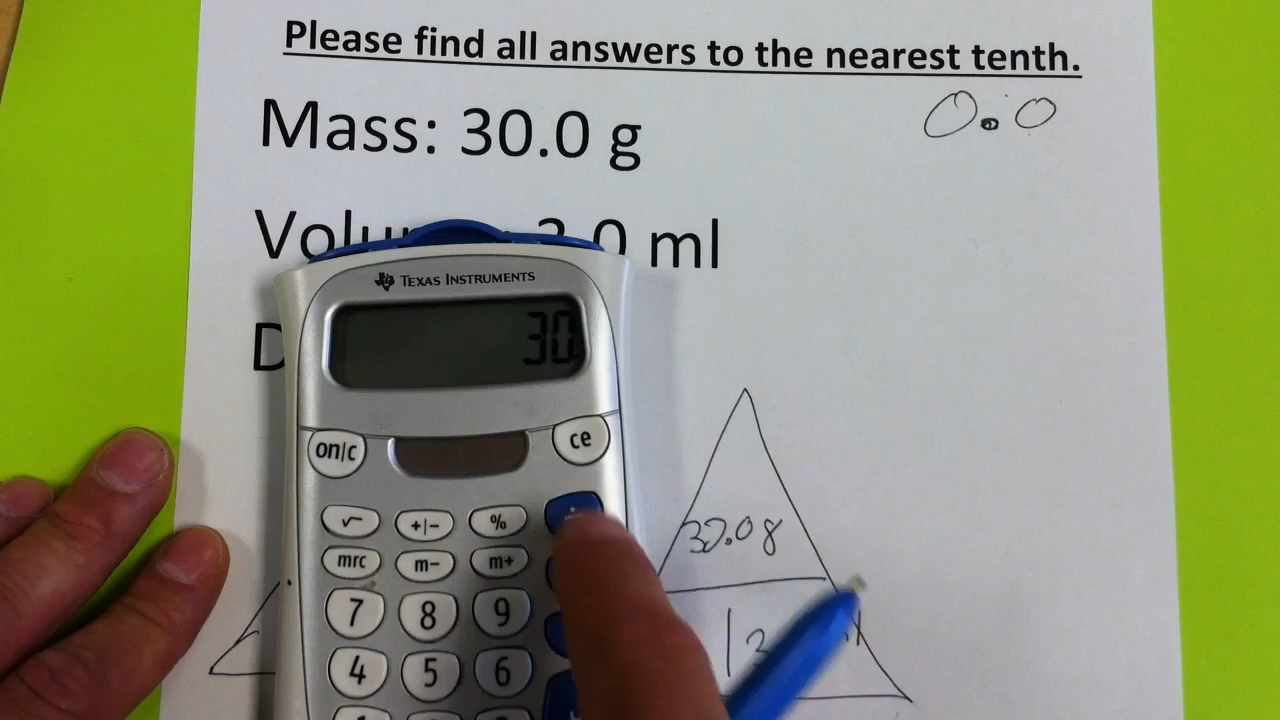 Please find all answers to the nearest tenth.
0.0
Mass: 30.0 g
.0 ml
TEXAS INSTRUMENTS
30.
on|c
ce
√ +|- % ÷
mrc m- m+
7 8 9
4 5 6
30.0g